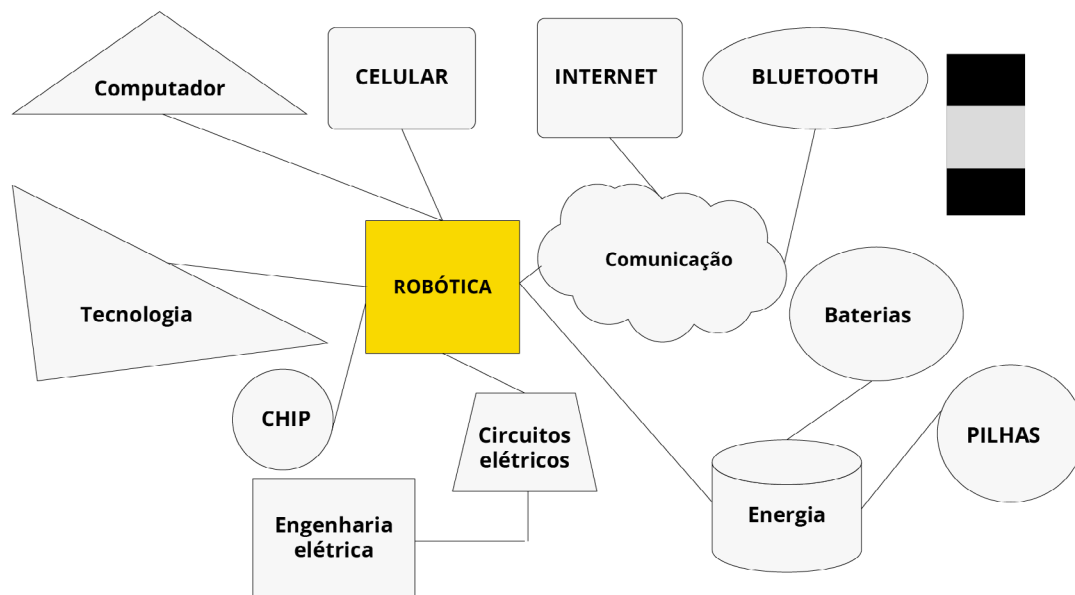 Computador
CELULAR
INTERNET
BLUETOOTH
Comunicação
ROBÓTICA
Tecnologia
Baterias
CHIP
Circuitos
elétricos
PILHAS
Energia
Engenharia
elétrica